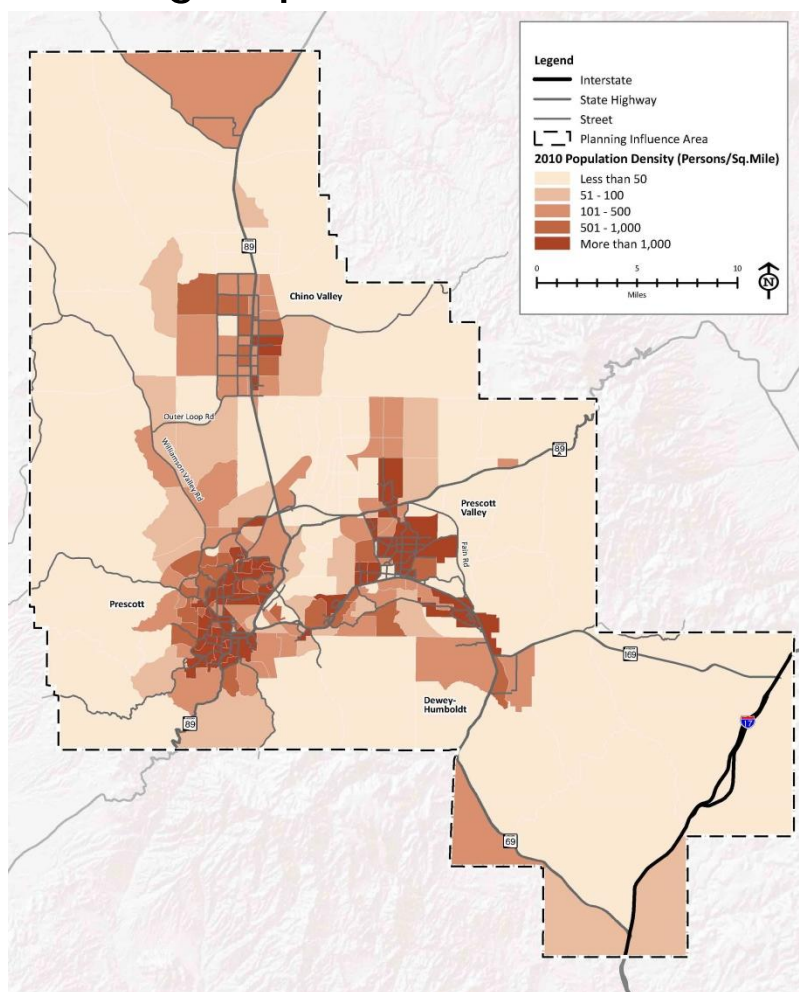 Legend
Interstate
State Highway
Street
Planning Influence Area
2010 Population Density (Persons/Sq.Mile)
Less than 50
51 - 100
101 - 500
501 - 1,000
More than 1,000
0 5 10
Miles
N
89
Chino Valley
Outer Loop Rd
Williamson Valley Rd
89
Prescott
Valley
Fain Rd
Prescott
169
Dewey-
Humboldt
89
17
69